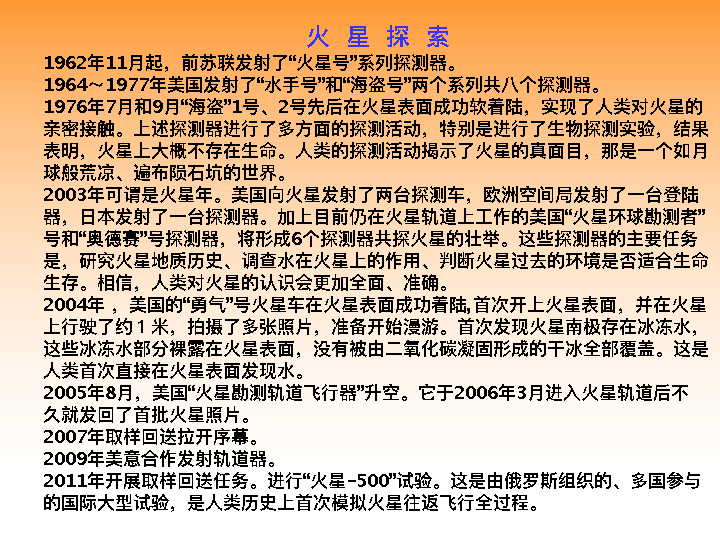 火 星 探 索
1962年11月起，前苏联发射了“火星号”系列探测器。
1964～1977年美国发射了“水手号”和“海盗号”两个系列共八个探测器。
1976年7月和9月“海盗”1号、2号先后在火星表面成功软着陆，实现了人类对火星的
亲密接触。上述探测器进行了多方面的探测活动，特别是进行了生物探测实验，结果
表明，火星上大概不存在生命。人类的探测活动揭示了火星的真面目，那是一个如月
球般荒凉、遍布陨石坑的世界。
2003年可谓是火星年。美国向火星发射了两台探测车，欧洲空间局发射了一台登陆
器，日本发射了一台探测器。加上目前仍在火星轨道上工作的美国“火星环球勘测者”
号和“奥德赛”号探测器，将形成6个探测器共探火星的壮举。这些探测器的主要任务
是，研究火星地质历史、调查水在火星上的作用、判断火星过去的环境是否适合生命
生存。相信，人类对火星的认识会更加全面、准确。
2004年 ，美国的“勇气”号火星车在火星表面成功着陆,首次开上火星表面，并在火星
上行驶了约１米，拍摄了多张照片，准备开始漫游。首次发现火星南极存在冰冻水，
这些冰冻水部分裸露在火星表面，没有被由二氧化碳凝固形成的干冰全部覆盖。这是
人类首次直接在火星表面发现水。
2005年8月，美国“火星勘测轨道飞行器”升空。它于2006年3月进入火星轨道后不
久就发回了首批火星照片。
2007年取样回送拉开序幕。
2009年美意合作发射轨道器。
2011年开展取样回送任务。进行“火星-500”试验。这是由俄罗斯组织的、多国参与
的国际大型试验，是人类历史上首次模拟火星往返飞行全过程。